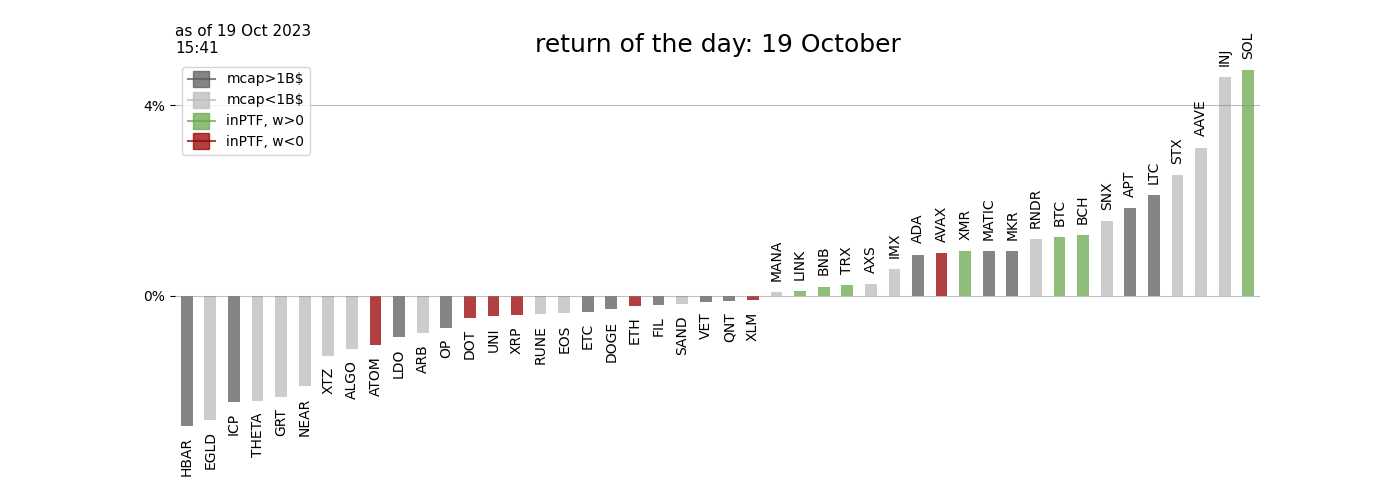 as of 19 Oct 2023
15:41
return of the day: 19 October
mcap>1B$
mcap<1B$
inPTF, w>0
inPTF, w<0
4%
0%
HBAR
EGLD
ICP
THETA
GRT
NEAR
XTZ
ALGO
ATOM
LDO
ARB
OP
DOT
UNI
XRP
RUNE
EOS
ETC
DOGE
ETH
FIL
SAND
VET
QNT
XLM
MANA
LINK
BNB
TRX
AXS
IMX
ADA
AVAX
XMR
MATIC
MKR
RNDR
BTC
BCH
SNX
APT
LTC
STX
AAVE
INJ
SOL